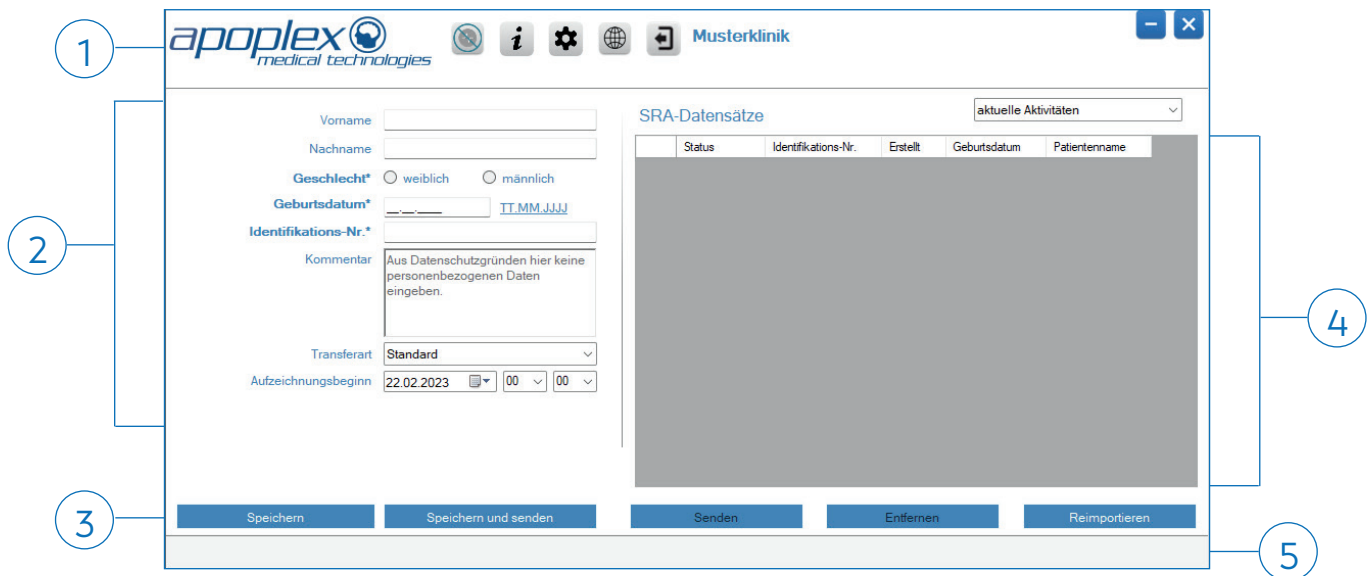 1
apoplex
medical technologies
i
Musterklinik
2
Vorname
Nachname
Geschlecht* weiblich männlich
Geburtsdatum* __.__.____ TT.MM.JJJJ
Identifikations-Nr.*
Kommentar
Aus Datenschutzgründen hier keine
personenbezogenen Daten
eingeben.
Transferart Standard
Aufzeichnungsbeginn 22.02.2023 00 00
SRA-Datensätze aktuelle Aktivitäten
Status Identifikations-Nr. Erstellt Geburtsdatum Patientenname
4
3
Speichern Speichern und senden Senden Entfernen Reimportieren
5